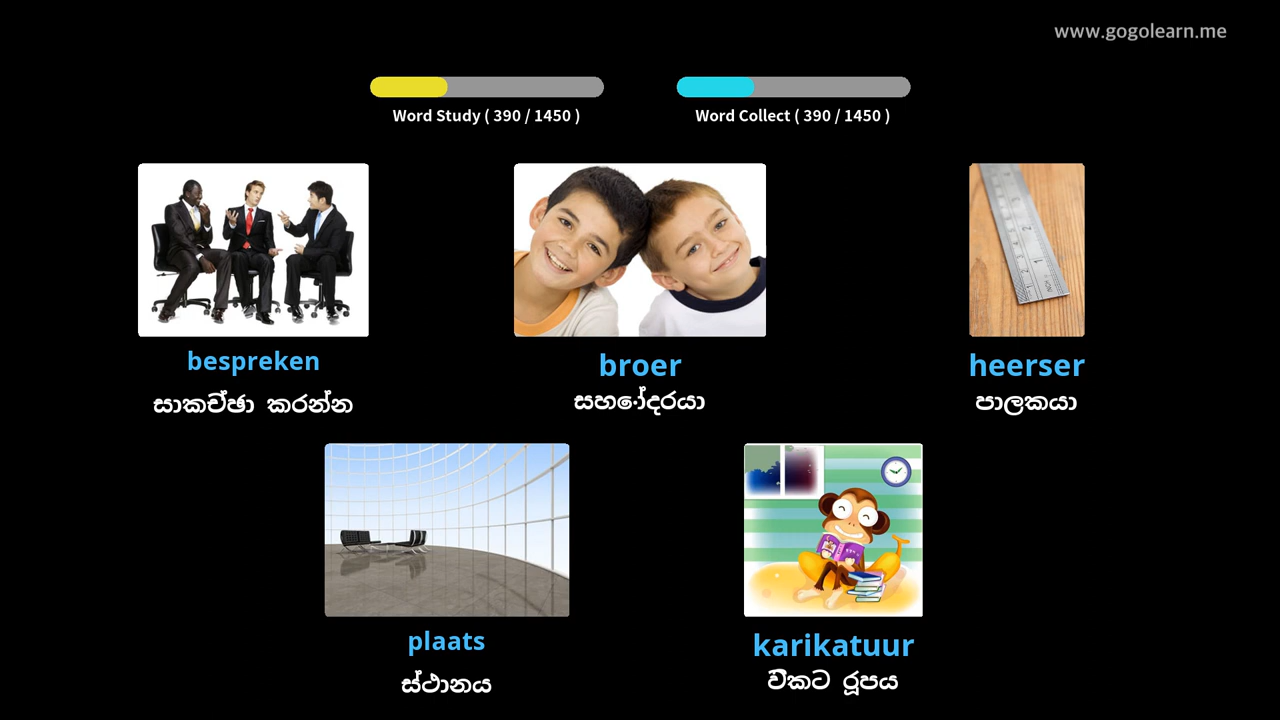 www.gogolearn.me
Word Study ( 390 / 1450 )
Word Collect ( 390 / 1450 )
bespreken
සාකච්ඡා කරන්න
broer
සහෝදරයා
heerser
පාලකයා
plaats
ස්ථානය
karikatuur
විකට රූපය